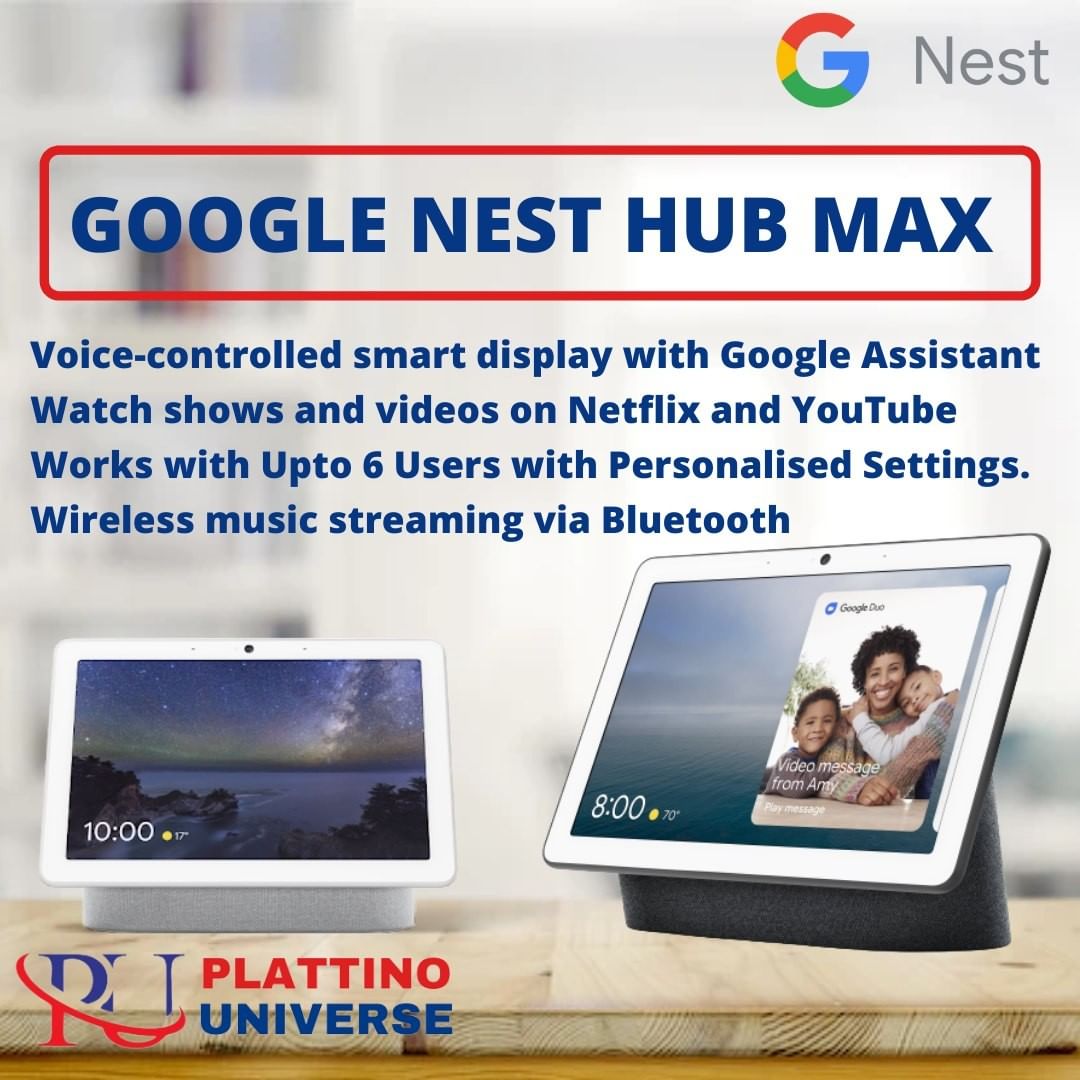 G Nest
GOOGLE NEST HUB MAX
Voice-controlled smart display with Google Assistant
Watch shows and videos on Netflix and YouTube
Works with Upto 6 Users with Personalised Settings.
Wireless music streaming via Bluetooth
Google Duo
Video message
from Amy
Play message
8:00 70°
10:00 17°
PU PLATTINO
UNIVERSE